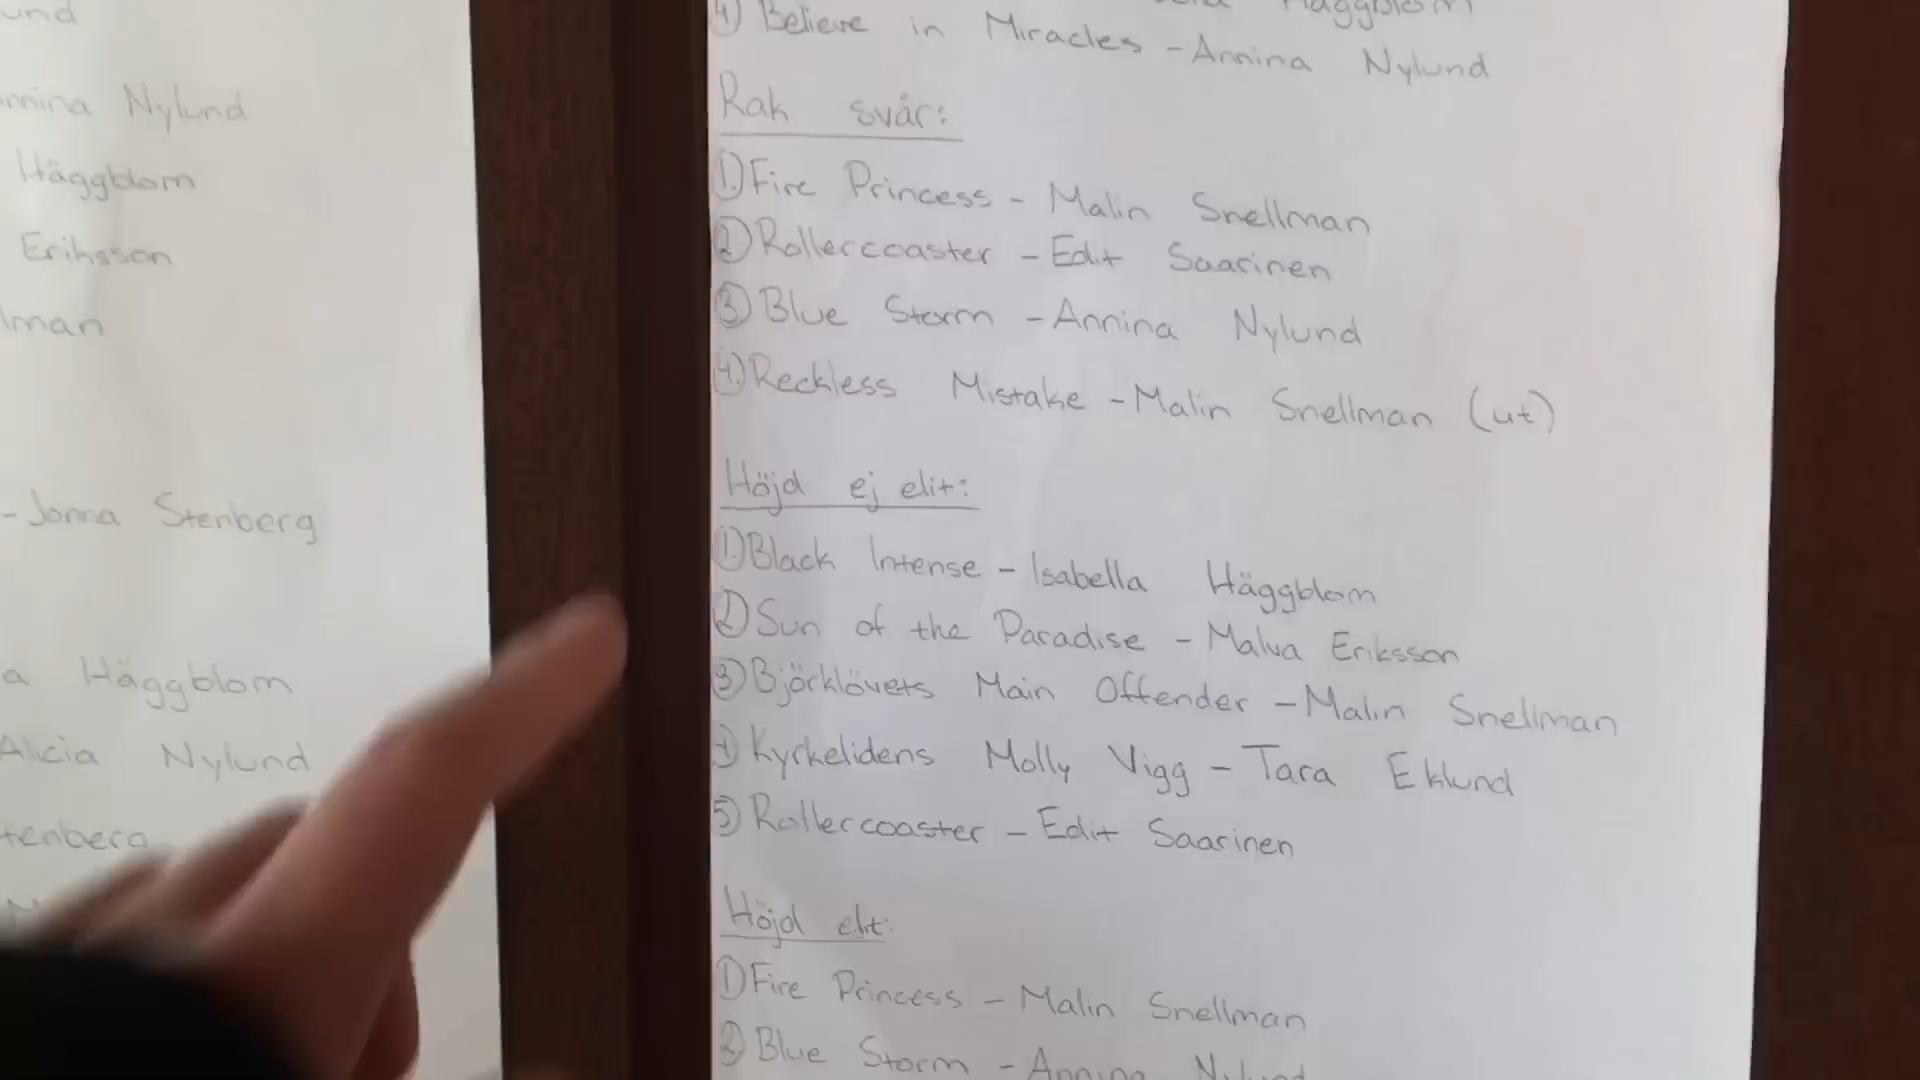 und
nnina Nylund
Häggblom
Eriksson
lman
-Jonna Stenberg
a Häggblom
Alicia Nylund
tenberg
Häggblom
4) Believe in Miracles -Annina Nylund
Rak svår:
1) Fire Princess - Malin Snellman
2) Rollercoaster - Edit Saarinen
3) Blue Storm - Annina Nylund
4) Reckless Mistake - Malin Snellman (ut)
Höjd ej elit:
1) Black Intense - Isabella Häggblom
2) Sun of the Paradise - Malva Eriksson
3) Björklövets Main Offender - Malin Snellman
4) Kyrkelidens Molly Vigg - Tara Eklund
5) Rollercoaster - Edit Saarinen
Höjd elit:
1) Fire Princess - Malin Snellman
2) Blue Storm - Annina Nylund